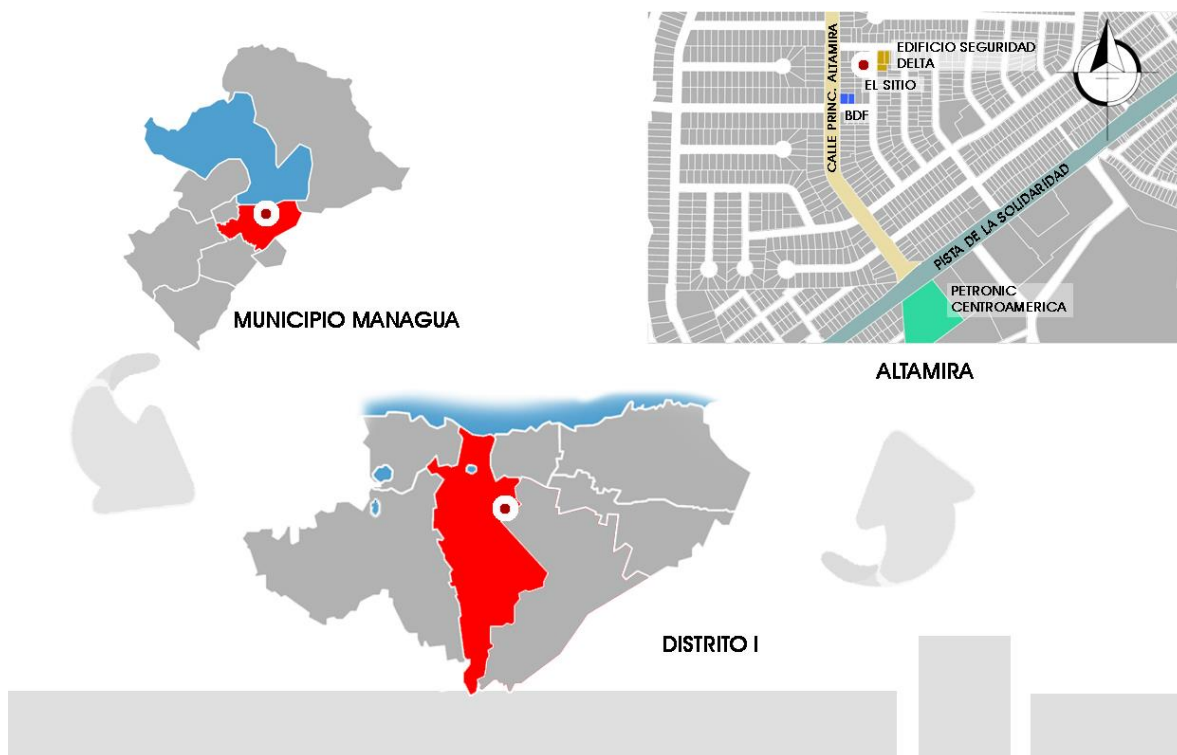 MUNICIPIO MANAGUA
CALLE PRINC. ALTAMIRA
EDIFICIO SEGURIDAD
DELTA
EL SITIO
BDF
PISTA DE LA SOLIDARIDAD
PETRONIC
CENTROAMERICA
ALTAMIRA
DISTRITO I